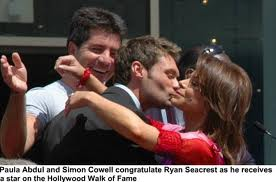 Paula Abdul and Simon Cowell congratulate Ryan Seacrest as he receives
a star on the Hollywood Walk of Fame